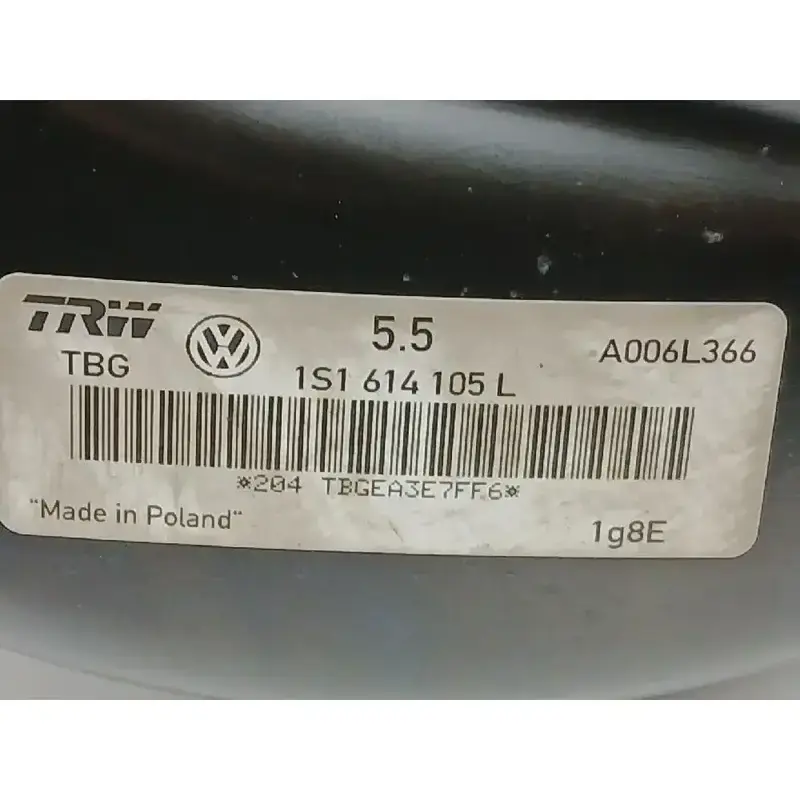 TRW
5.5
A006L366
TBG
1S1 614 105 L
*204 TBGEA3E7FF6*
"Made in Poland"
1g8E